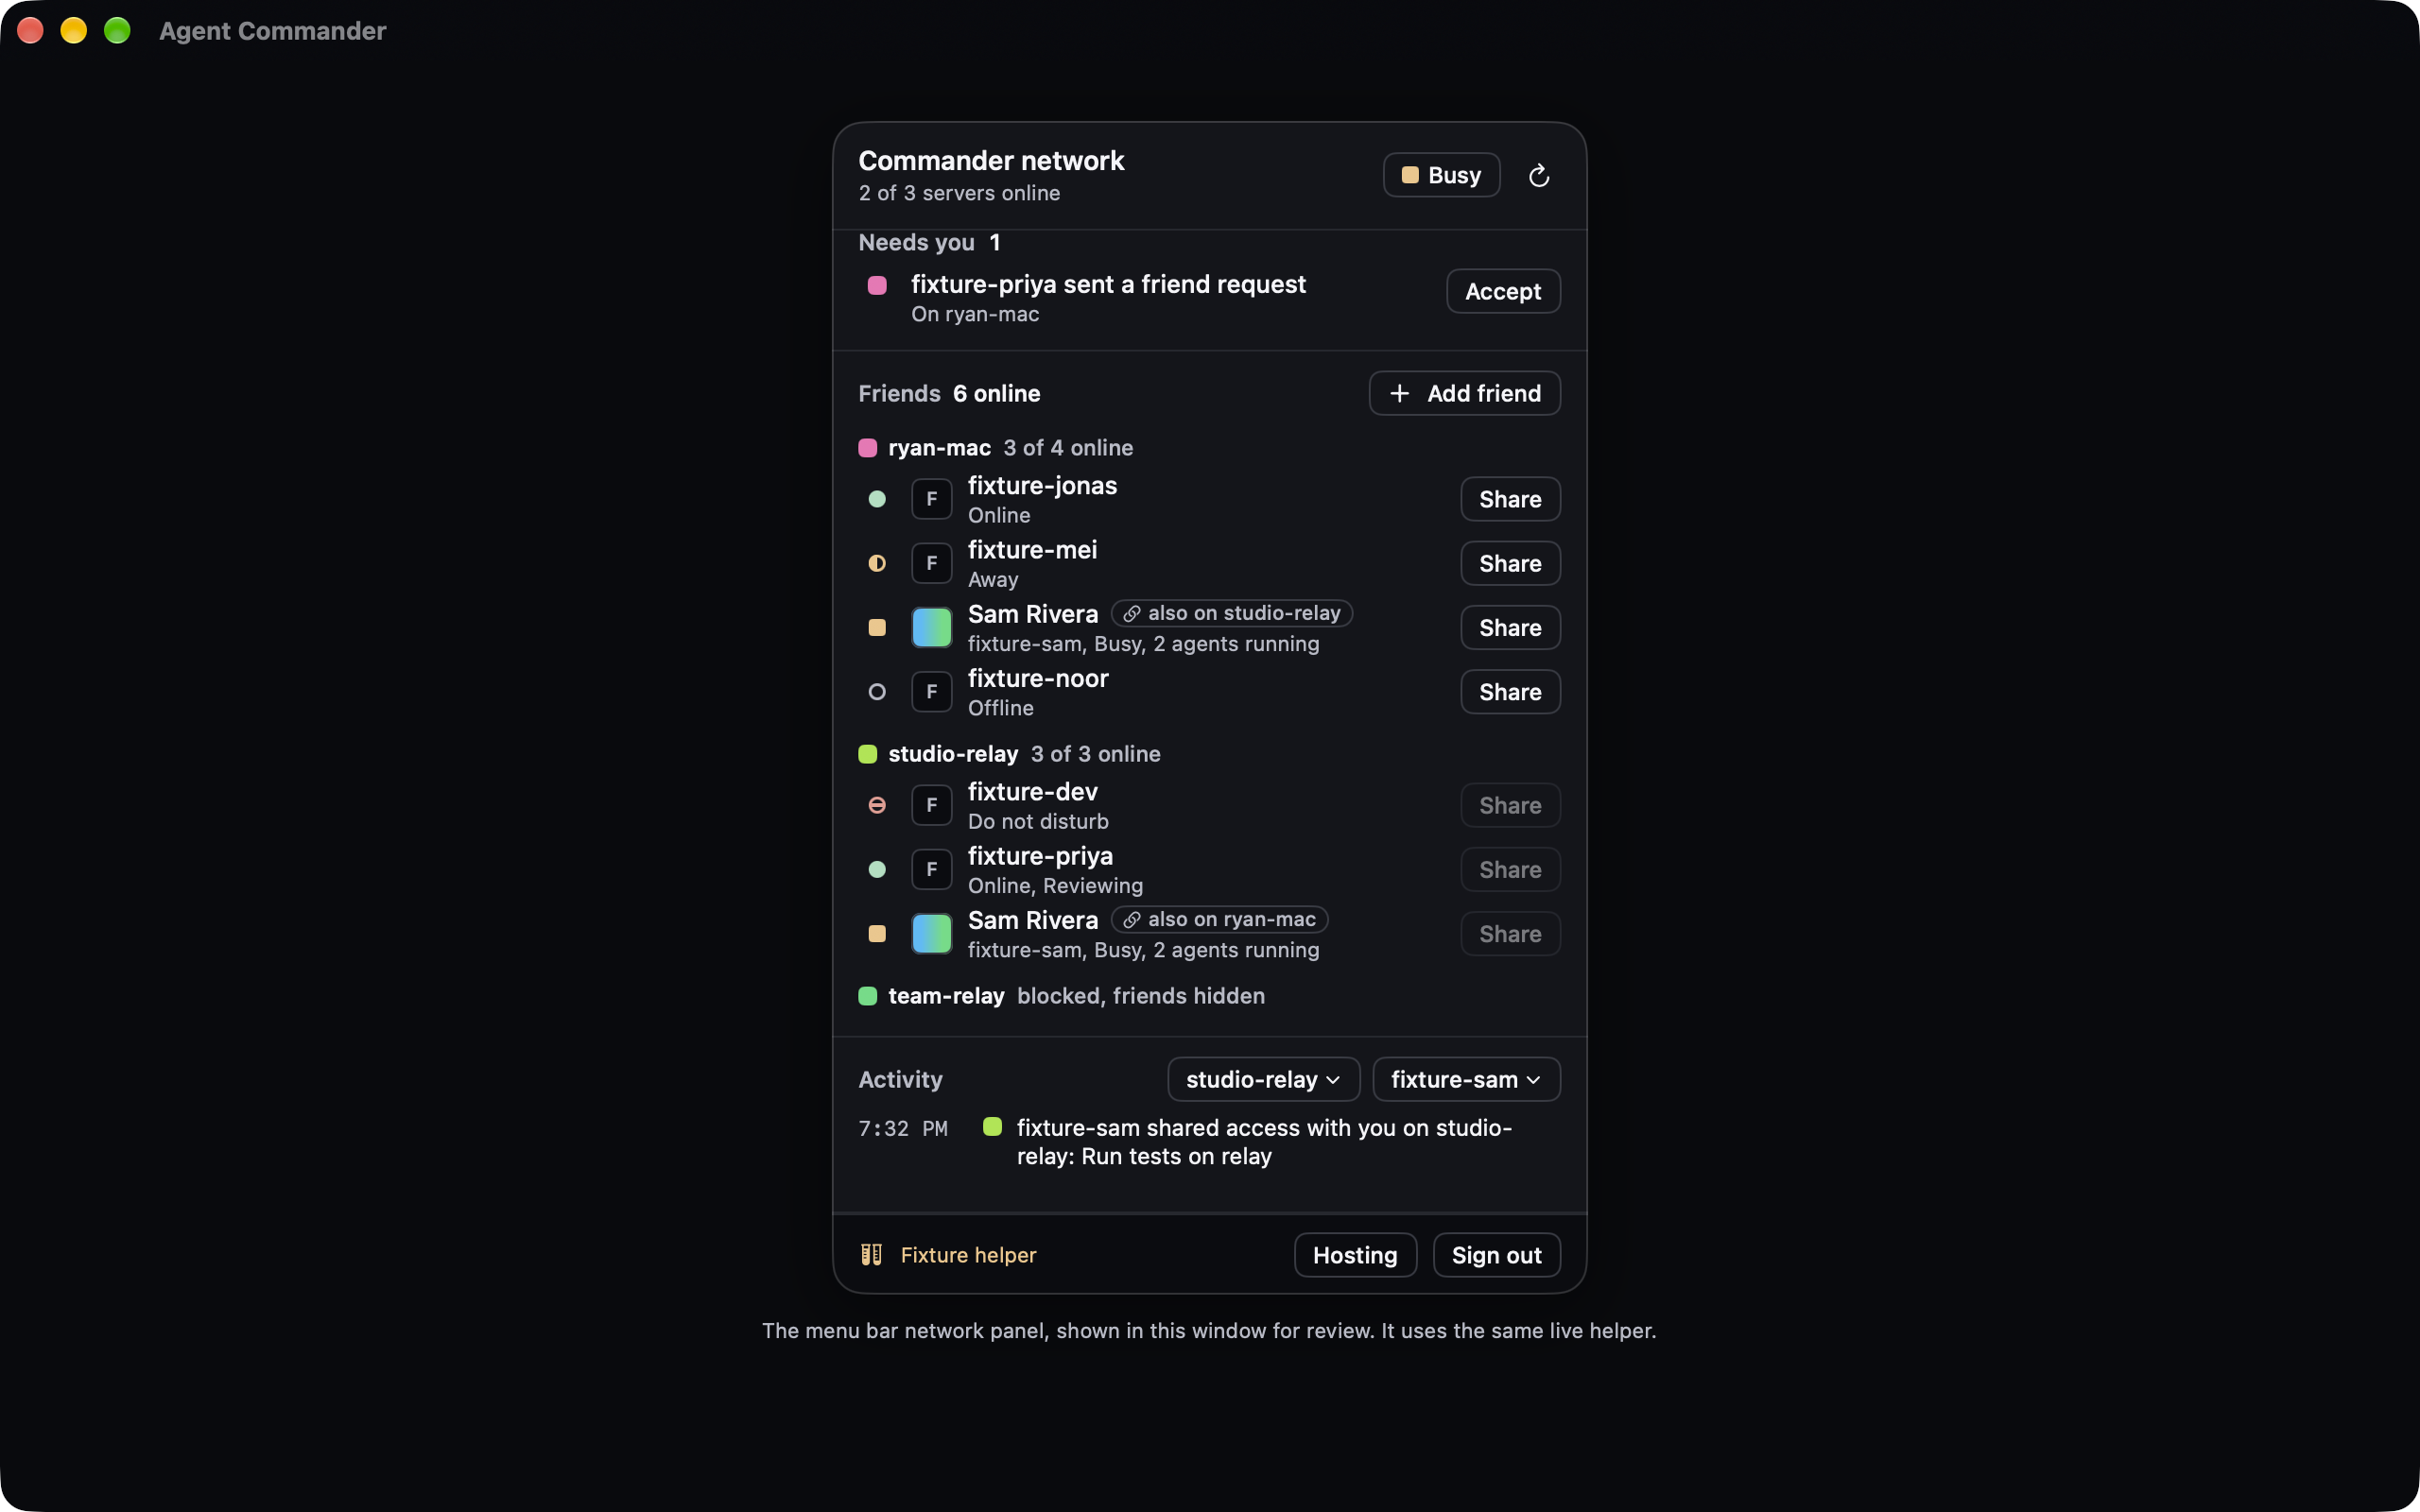 Agent Commander
Commander network
2 of 3 servers online
Busy
Needs you 1
fixture-priya sent a friend request
On ryan-mac
Accept
Friends 6 online
Add friend
ryan-mac 3 of 4 online
F
fixture-jonas
Online
Share
F
fixture-mei
Away
Share
Sam Rivera also on studio-relay
fixture-sam, Busy, 2 agents running
Share
F
fixture-noor
Offline
Share
studio-relay 3 of 3 online
F
fixture-dev
Do not disturb
Share
F
fixture-priya
Online, Reviewing
Share
Sam Rivera also on ryan-mac
fixture-sam, Busy, 2 agents running
Share
team-relay blocked, friends hidden
Activity
studio-relay
fixture-sam
7:32 PM
fixture-sam shared access with you on studio-
relay: Run tests on relay
Fixture helper
Hosting
Sign out
The menu bar network panel, shown in this window for review. It uses the same live helper.